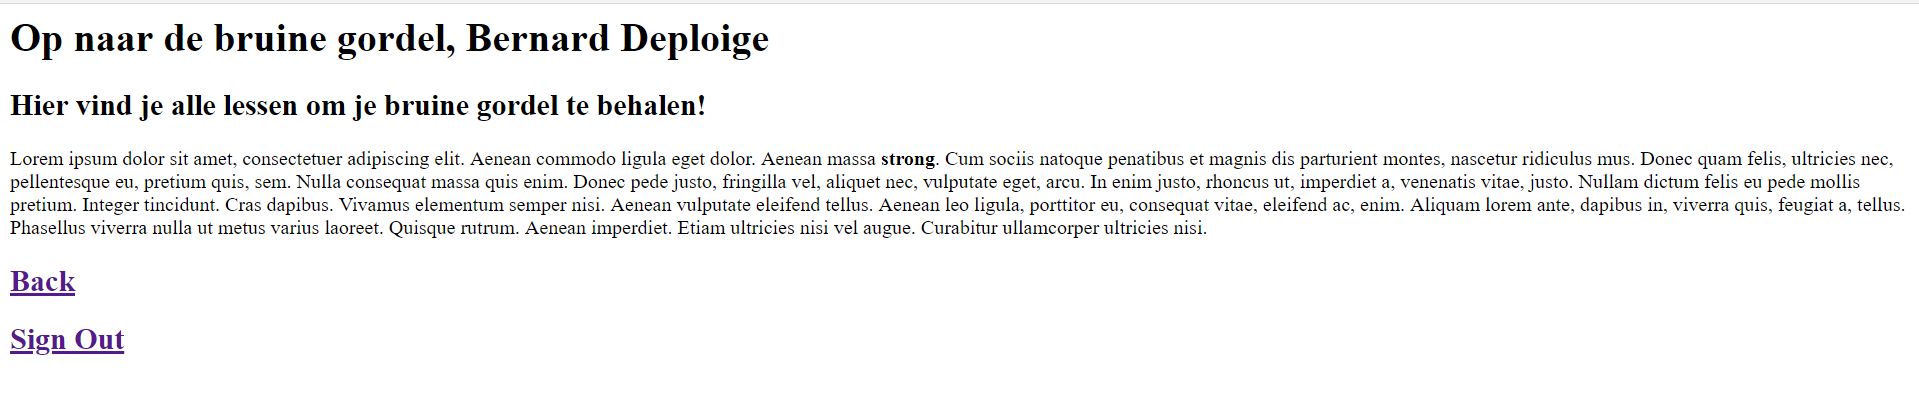 Op naar de bruine gordel, Bernard Deploige
Hier vind je alle lessen om je bruine gordel te behalen!
Lorem ipsum dolor sit amet, consectetuer adipiscing elit. Aenean commodo ligula eget dolor. Aenean massa strong. Cum sociis natoque penatibus et magnis dis parturient montes, nascetur ridiculus mus. Donec quam felis, ultricies nec,
pellentesque eu, pretium quis, sem. Nulla consequat massa quis enim. Donec pede justo, fringilla vel, aliquet nec, vulputate eget, arcu. In enim justo, rhoncus ut, imperdiet a, venenatis vitae, justo. Nullam dictum felis eu pede mollis
pretium. Integer tincidunt. Cras dapibus. Vivamus elementum semper nisi. Aenean vulputate eleifend tellus. Aenean leo ligula, porttitor eu, consequat vitae, eleifend ac, enim. Aliquam lorem ante, dapibus in, viverra quis, feugiat a, tellus.
Phasellus viverra nulla ut metus varius laoreet. Quisque rutrum. Aenean imperdiet. Etiam ultricies nisi vel augue. Curabitur ullamcorper ultricies nisi.
Back
Sign Out